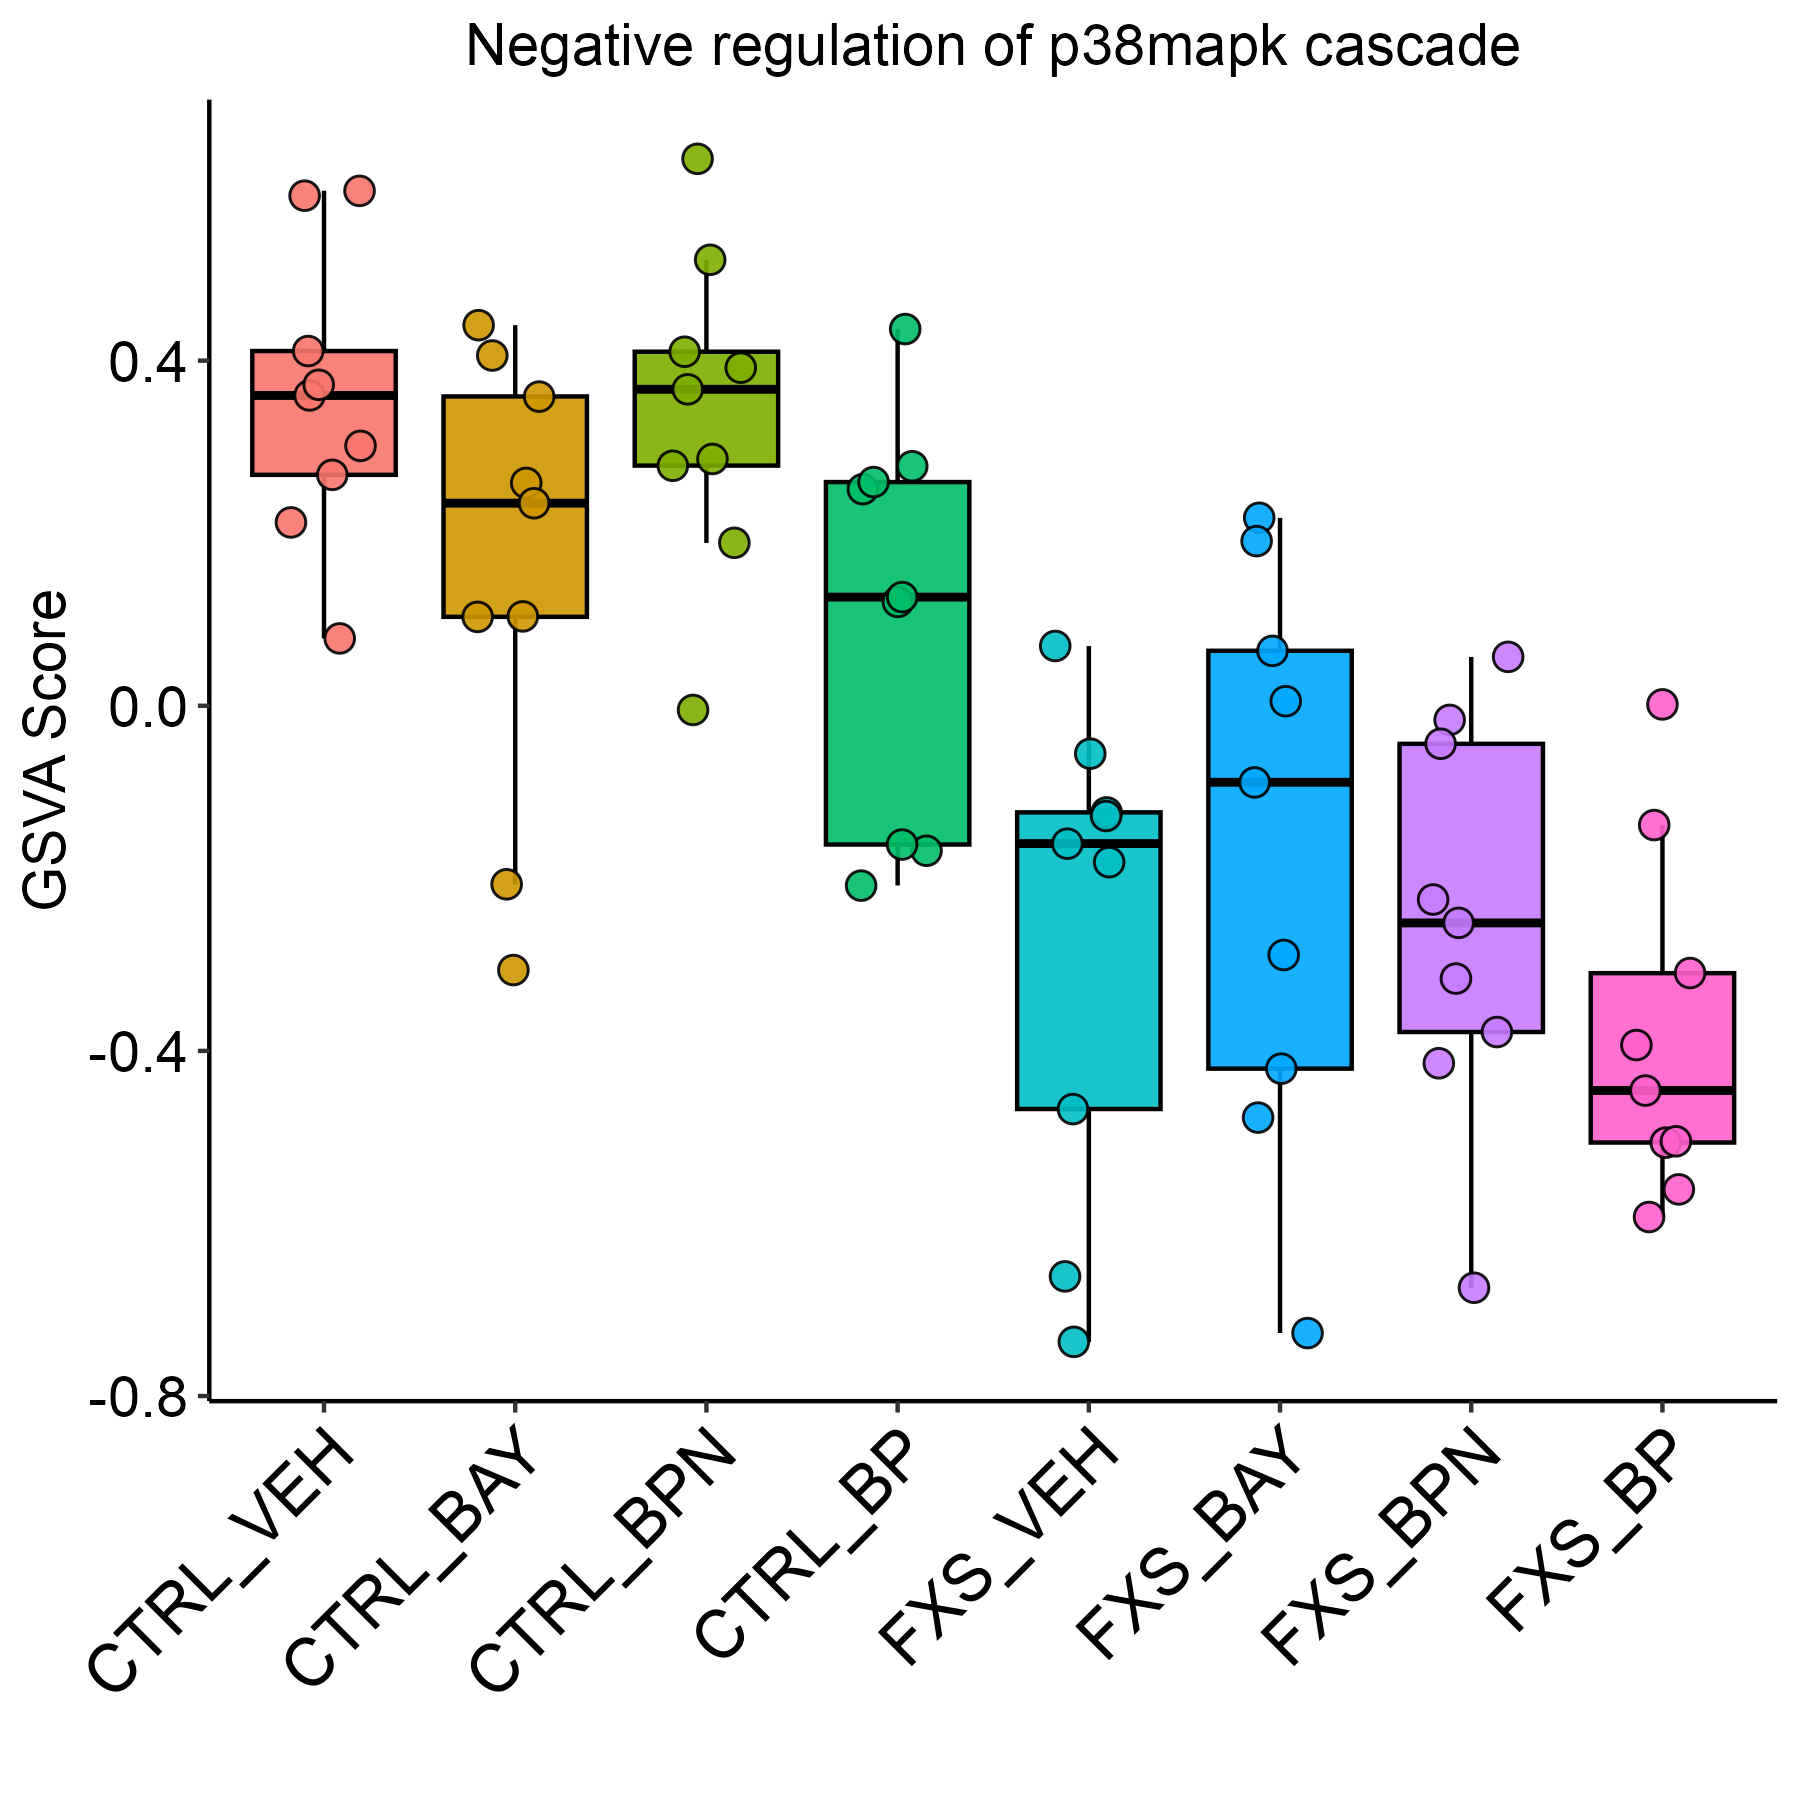 Negative regulation of p38mapk cascade
GSVA Score
0.4
0.0
-0.4
-0.8
CTRL_VEH
CTRL_BAY
CTRL_BPN
CTRL_BP
FXS_VEH
FXS_BAY
FXS_BPN
FXS_BP